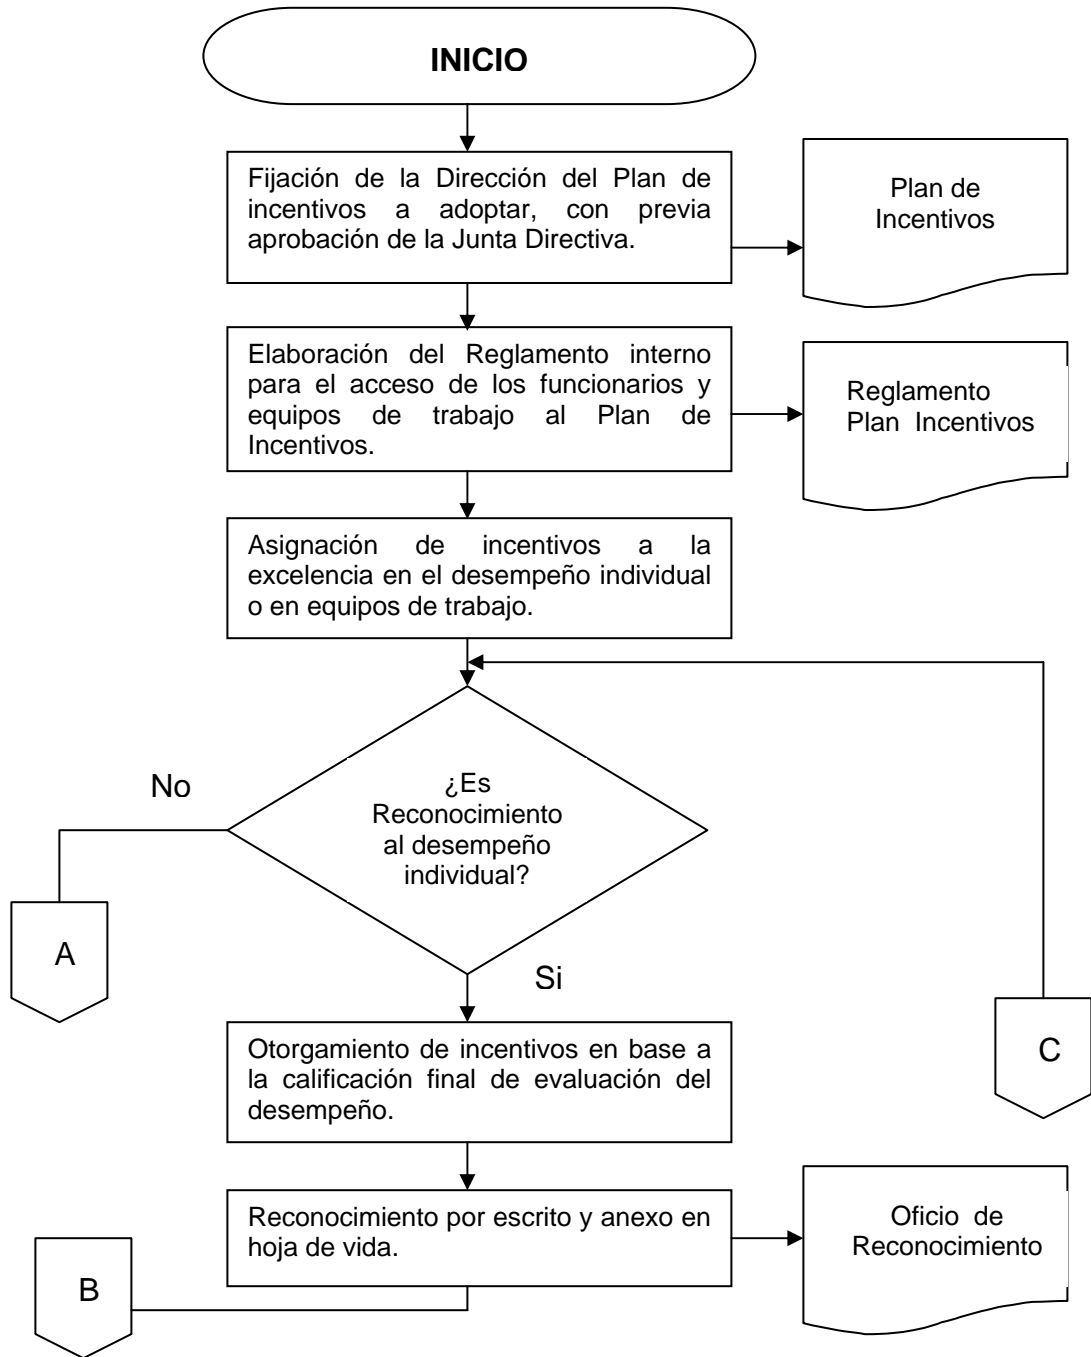 INICIO
Fijación de la Dirección del Plan de
incentivos a adoptar, con previa
aprobación de la Junta Directiva.
Plan de
Incentivos
Elaboración del Reglamento interno
para el acceso de los funcionarios y
equipos de trabajo al Plan de
Incentivos.
Reglamento
Plan Incentivos
Asignación de incentivos a la
excelencia en el desempeño individual
o en equipos de trabajo.
No
¿Es
Reconocimiento
al desempeño
individual?
A
Si
Otorgamiento de incentivos en base a
la calificación final de evaluación del
desempeño.
C
Reconocimiento por escrito y anexo en
hoja de vida.
Oficio de
Reconocimiento
B